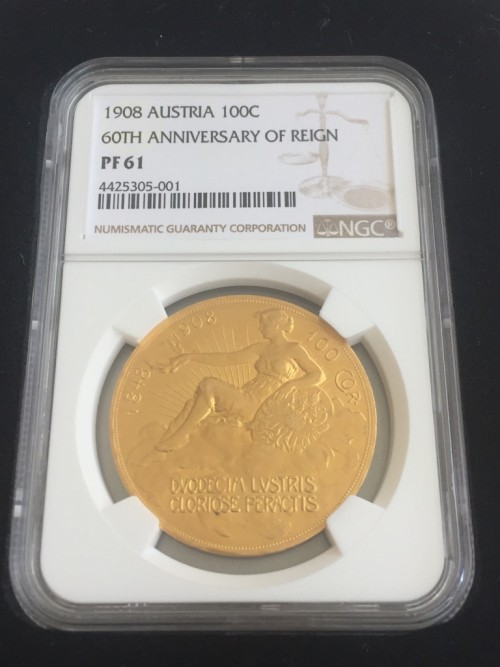 1908 AUSTRIA 100C
60TH ANNIVERSARY OF REIGN
PF 61
4425305-001
NUMISMATIC GUARANTY CORPORATION
NGC®
1848 1908
100 COR
DVODECIM LVSTRIS
GLORIOSE PERACTIS